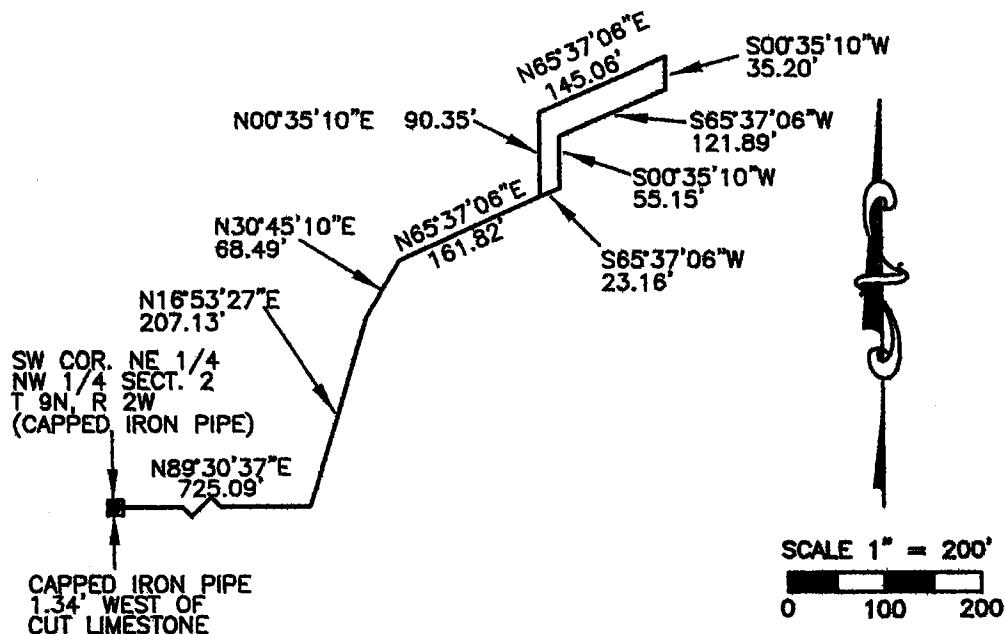 N65°37'06"E
145.06'
S00°35'10"W
35.20'
N00°35'10"E 90.35'
S65°37'06"W
121.89'
S00°35'10"W
55.15'
N65°37'06"E
161.82'
S65°37'06"W
23.16'
N30°45'10"E
68.49'
N16°53'27"E
207.13'
SW COR. NE 1/4
NW 1/4 SECT. 2
T 9N, R 2W
(CAPPED IRON PIPE)
N89°30'37"E
725.09'
CAPPED IRON PIPE
1.34' WEST OF
CUT LIMESTONE
SCALE 1" = 200'
0 100 200